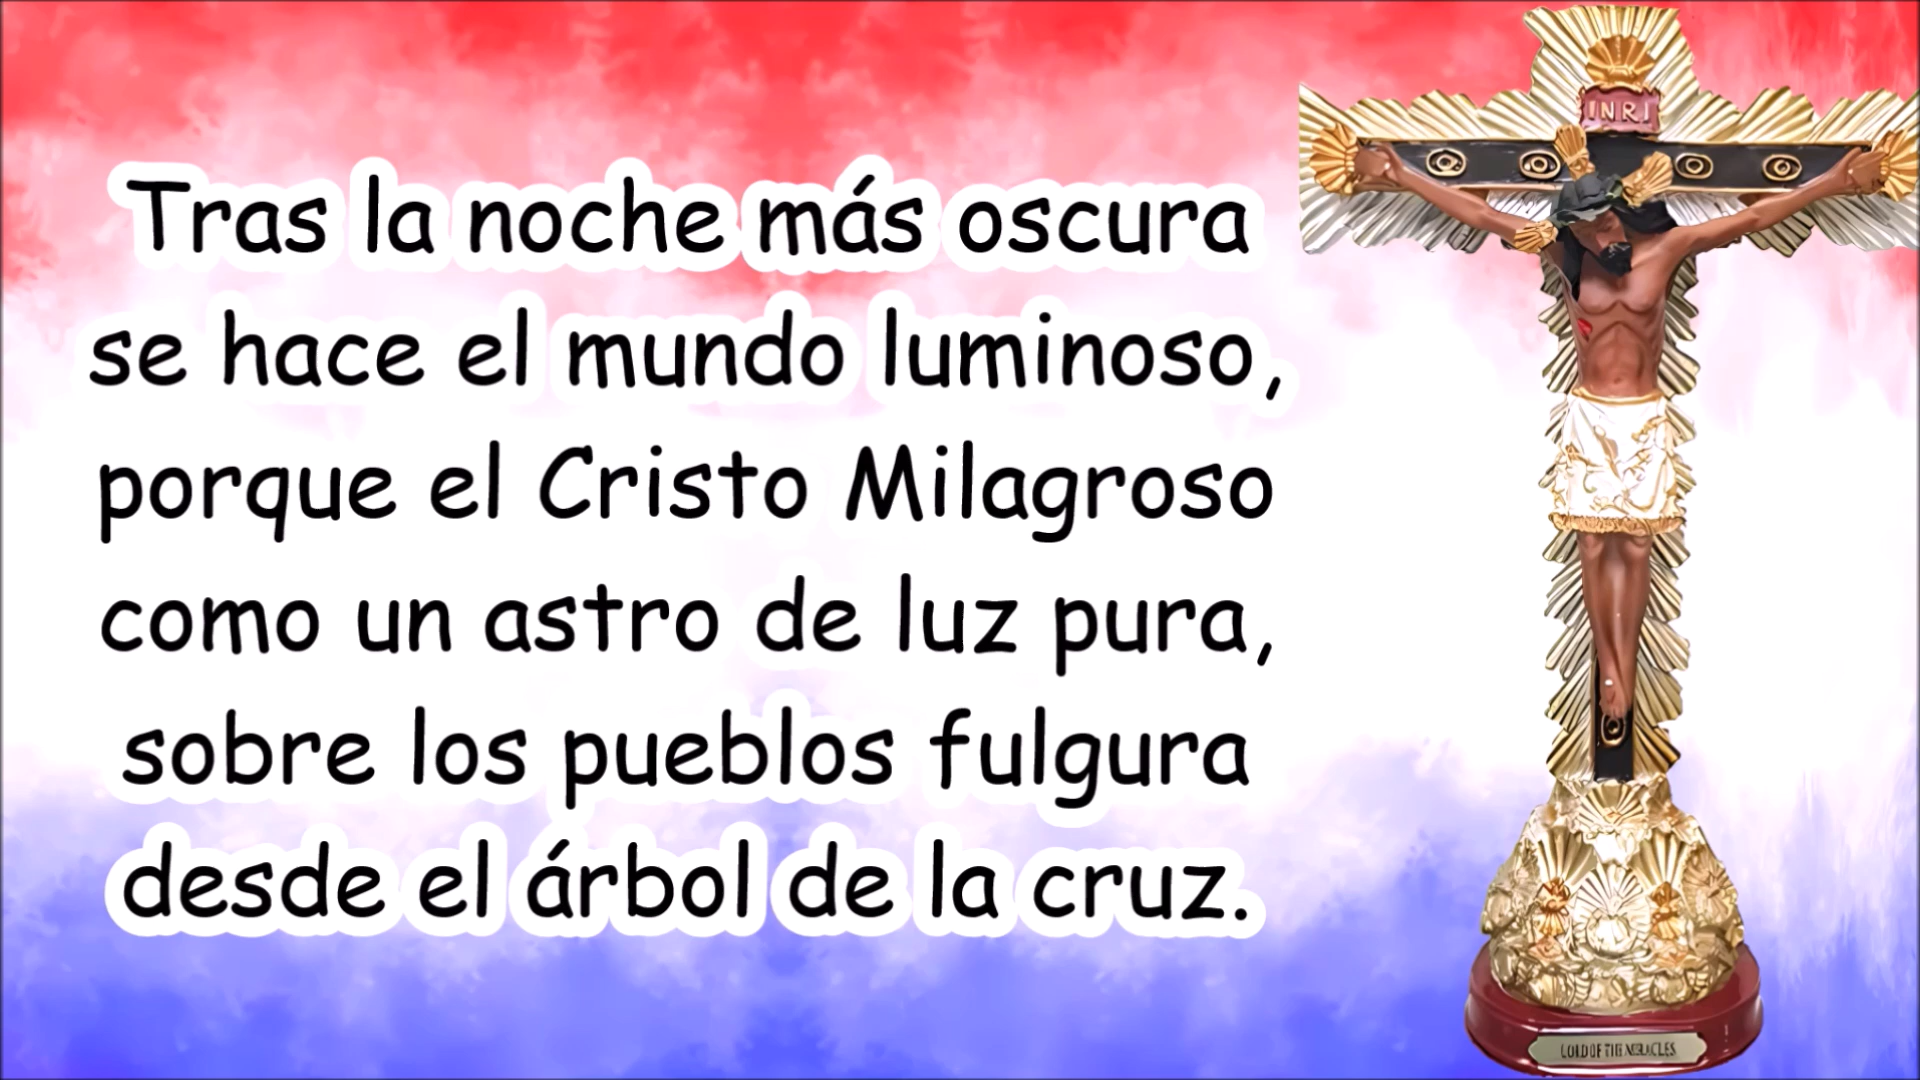 Tras la noche más oscura
se hace el mundo luminoso,
porque el Cristo Milagroso
como un astro de luz pura,
sobre los pueblos fulgura
desde el árbol de la cruz.
INRI
LORD OF THE MIRACLES